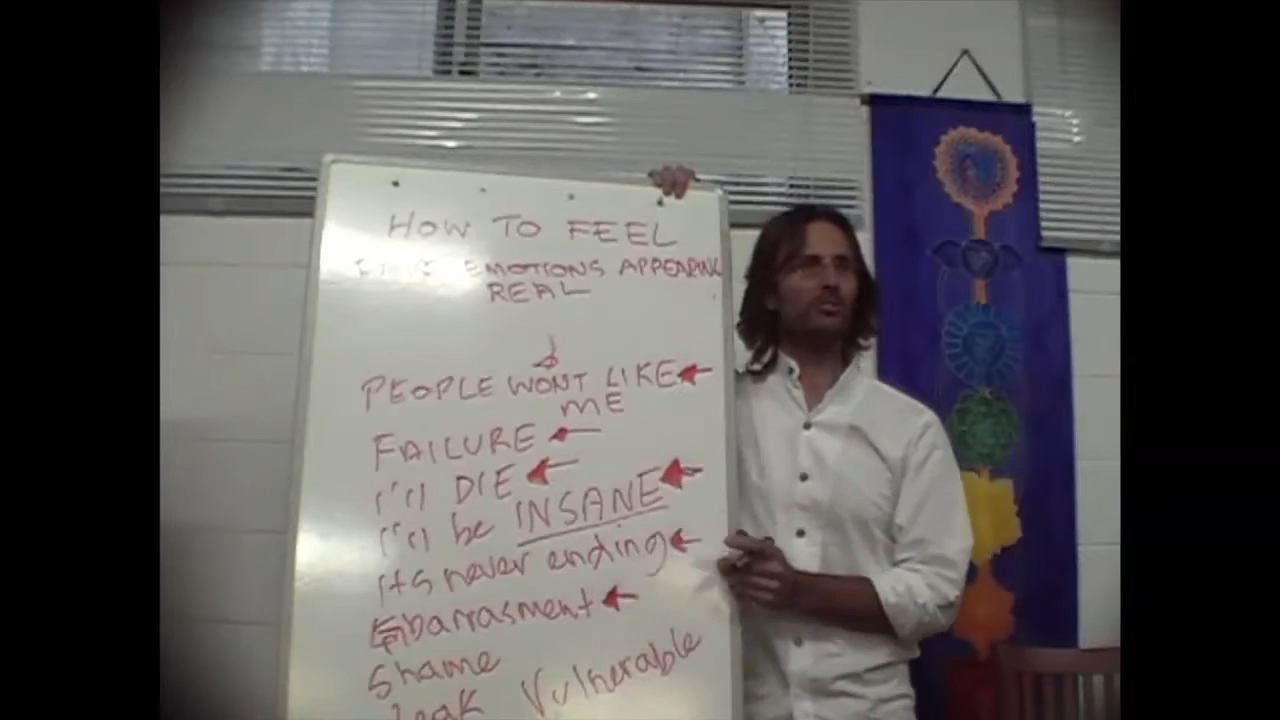 HOW TO FEEL
EMOTIONS APPEARING
REAL
PEOPLE WONT LIKE
ME
FAILURE
I'll DIE
I'll be INSANE
It's never ending
Embarrasment
Shame
Vulnerable